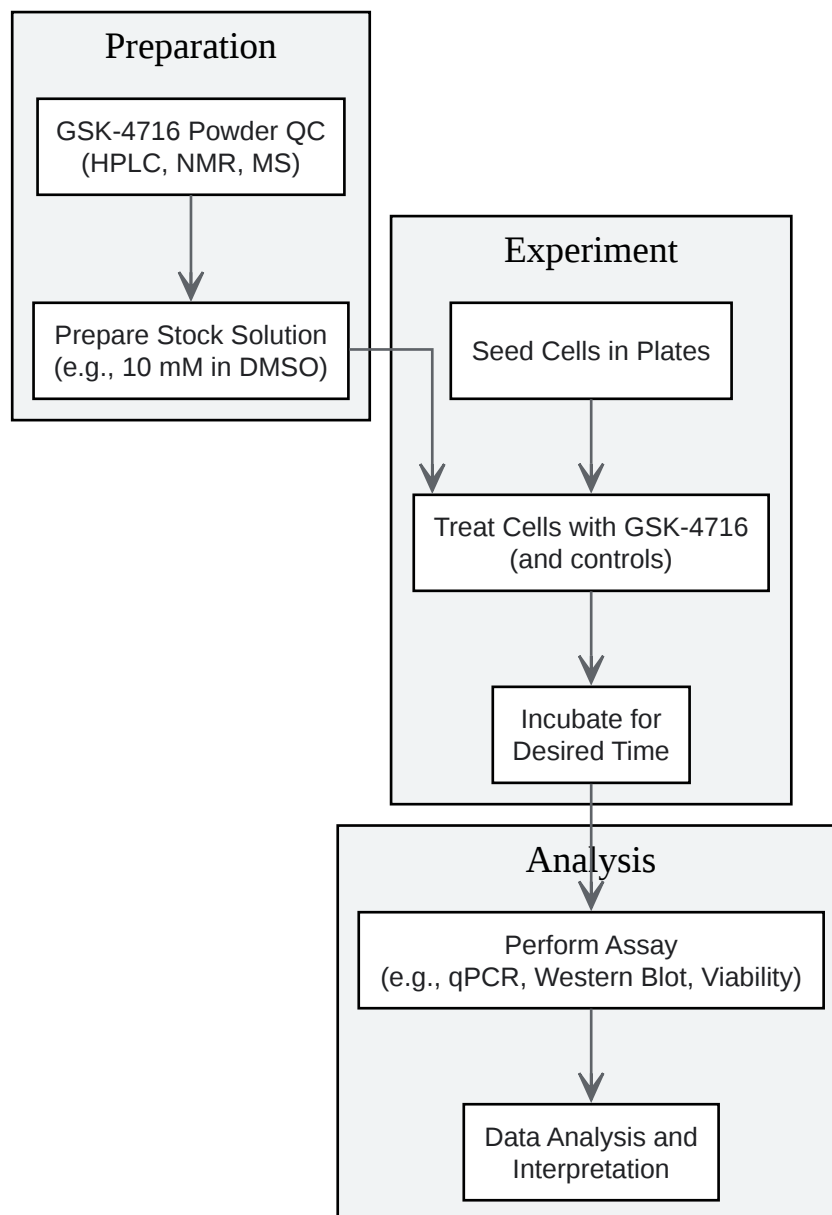 Preparation
GSK-4716 Powder QC
(HPLC, NMR, MS)
Prepare Stock Solution
(e.g., 10 mM in DMSO)
Experiment
Seed Cells in Plates
Treat Cells with GSK-4716
(and controls)
Incubate for
Desired Time
Analysis
Perform Assay
(e.g., qPCR, Western Blot, Viability)
Data Analysis and
Interpretation